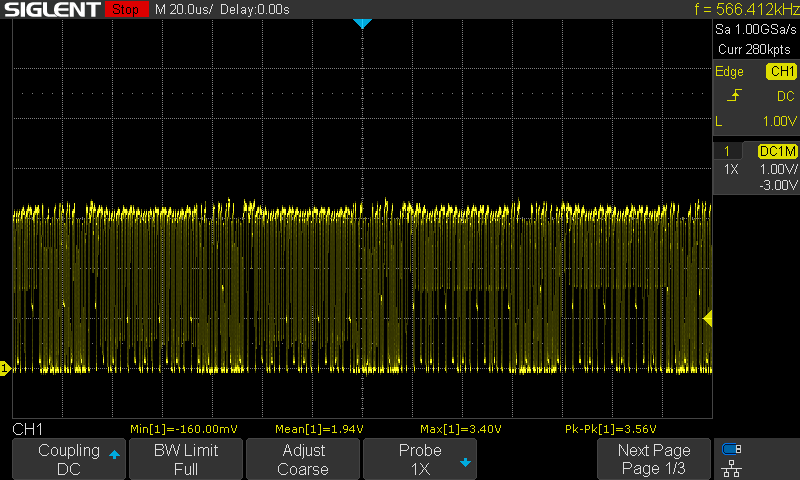 SIGLENT Stop M 20.0us/ Delay:0.00s f = 566.412kHz
Sa 1.00GSa/s
Curr 280kpts
Edge CH1
DC
L 1.00V
1 DC1M
1X 1.00V/
-3.00V
1
CH1 Min[1]=-160.00mV Mean[1]=1.94V Max[1]=3.40V Pk-Pk[1]=3.56V
Coupling BW Limit Adjust Probe Next Page
DC Full Coarse 1X Page 1/3